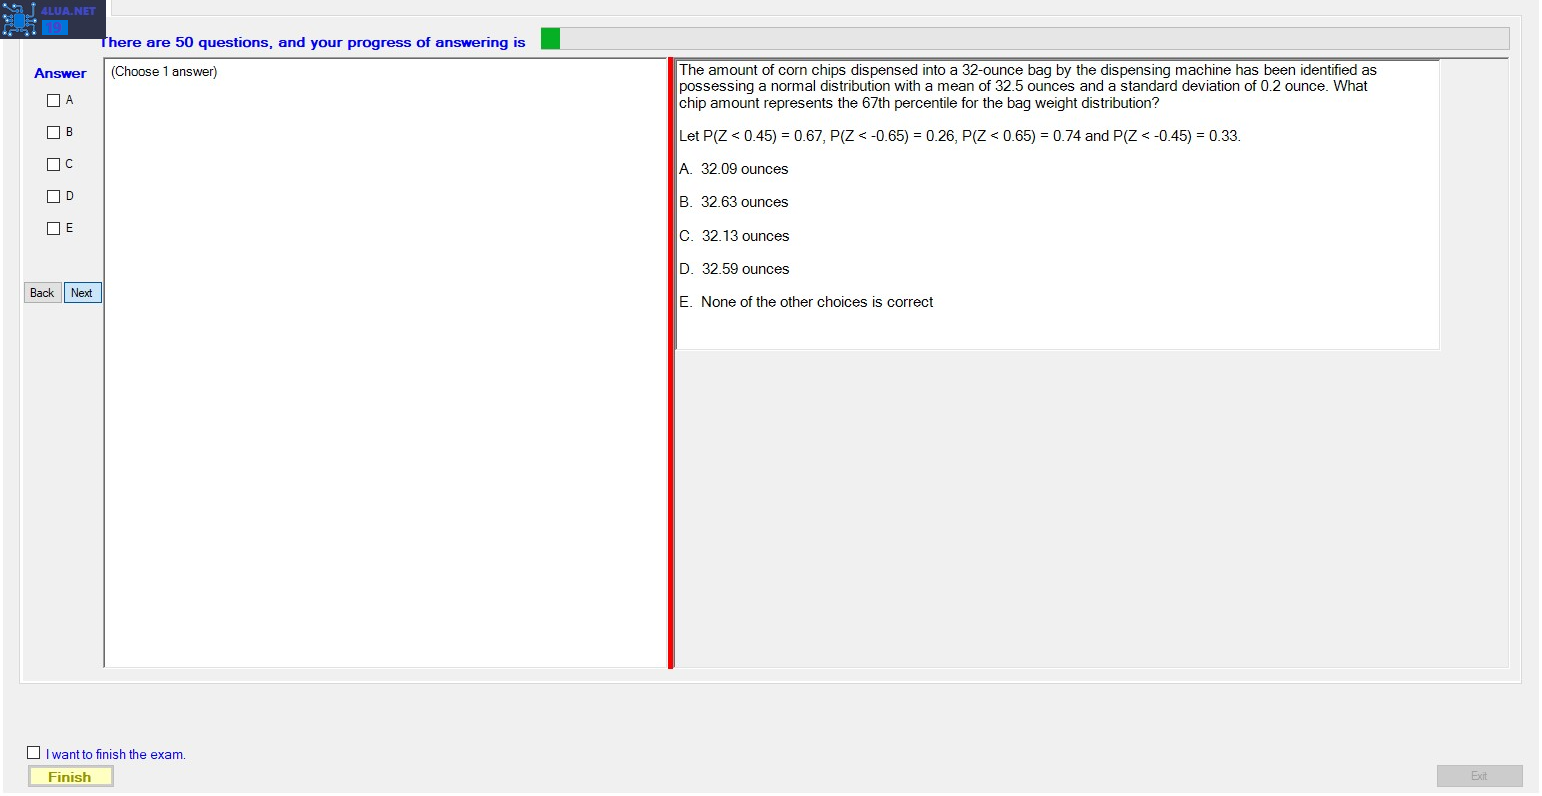 4LUA.NET
19
There are 50 questions, and your progress of answering is
Answer
(Choose 1 answer)
A
B
C
D
E
Back Next
The amount of corn chips dispensed into a 32-ounce bag by the dispensing machine has been identified as
possessing a normal distribution with a mean of 32.5 ounces and a standard deviation of 0.2 ounce. What
chip amount represents the 67th percentile for the bag weight distribution?
Let P(Z < 0.45) = 0.67, P(Z < -0.65) = 0.26, P(Z < 0.65) = 0.74 and P(Z < -0.45) = 0.33.
A. 32.09 ounces
B. 32.63 ounces
C. 32.13 ounces
D. 32.59 ounces
E. None of the other choices is correct
I want to finish the exam.
Finish
Exit